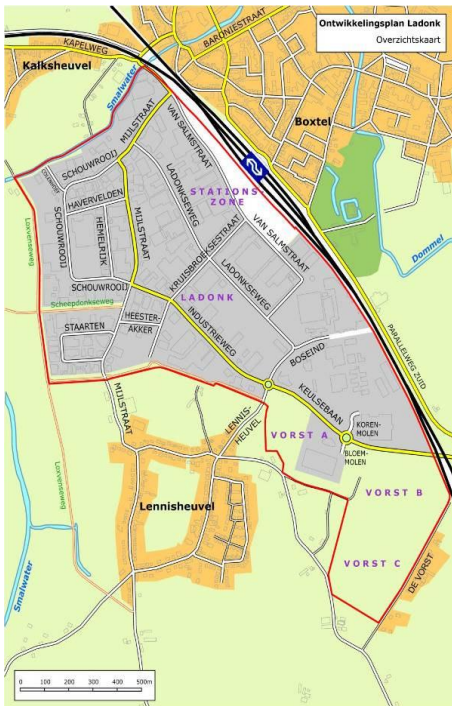 Ontwikkelingsplan Ladonk
Overzichtskaart
BARONIESTRAAT
KAPELWEG
Kalksheuvel
Smalwater
Boxtel
MIJLSTRAAT
VAN SALMSTRAAT
SCHOUWROOIJ
LADONKSEWEG
STATIONS-
ZONE
HAVERVELDEN
SCHOUWROOIJ
HEMELRIJK
MIJLSTRAAT
KRUISBROEKSESTRAAT
VAN SALMSTRAAT
Dommel
Loxvenseweg
LADONKSEWEG
Scheepdonkseweg
SCHOUWROOIJ
LADONK
STAARTEN
HEESTER-
AKKER
INDUSTRIEWEG
BOSEIND
PARALLELWEG ZUID
MIJLSTRAAT
KEULSEBAAN
LENNIS-
HEUVEL
VORST A
KOREN-
MOLEN
BLOEM-
MOLEN
Loxvenseweg
Lennisheuvel
VORST B
VORST C
DE VORST
Smalwater
0 100 200 300 400 500m